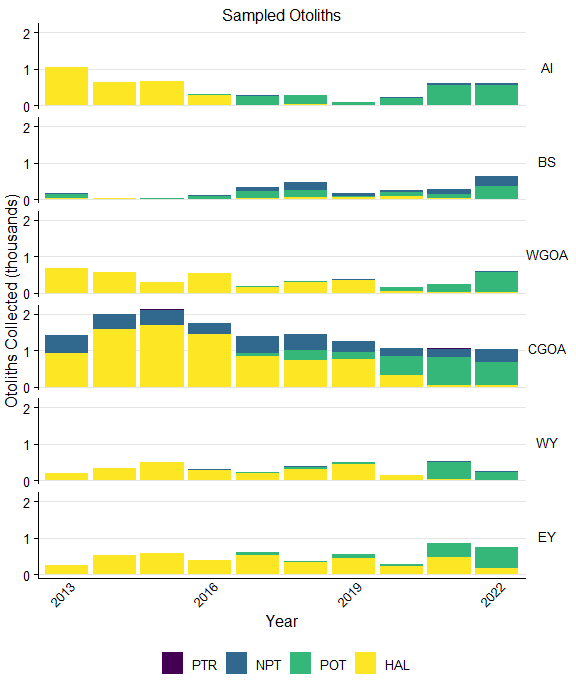 Sampled Otoliths
Otoliths Collected (thousands)
2
1
0
AI
2
1
0
BS
2
1
0
WGOA
2
1
0
CGOA
2
1
0
WY
2
1
0
EY
2013
2016
2019
2022
Year
PTR NPT POT HAL